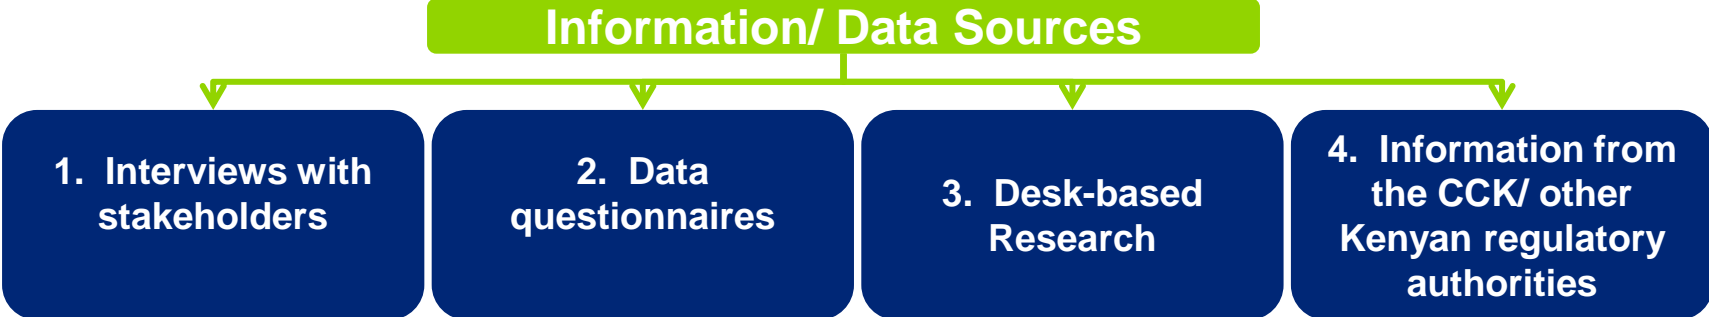 Information/ Data Sources
1. Interviews with
stakeholders
2. Data
questionnaires
3. Desk-based
Research
4. Information from
the CCK/ other
Kenyan regulatory
authorities